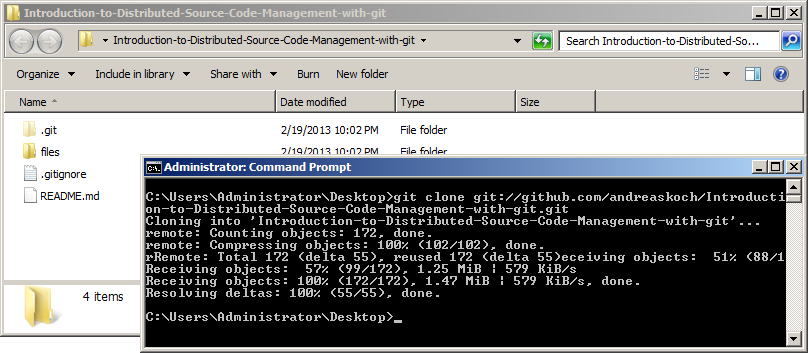 Introduction-to-Distributed-Source-Code-Management-with-git
Introduction-to-Distributed-Source-Code-Management-with-git
Search Introduction-to-Distributed-So...
Organize Include in library Share with Burn New folder
Name Date modified Type Size
.git 2/19/2013 10:02 PM File folder
files 2/19/2013 10:02 PM File folder
.gitignore
README.md
4 items
Administrator: Command Prompt
C:\Users\Administrator\Desktop>git clone git://github.com/andreaskoch/Introducti
on-to-Distributed-Source-Code-Management-with-git.git
Cloning into 'Introduction-to-Distributed-Source-Code-Management-with-git'...
remote: Counting objects: 172, done.
remote: Compressing objects: 100% (102/102), done.
rRemote: Total 172 (delta 55), reused 172 (delta 55)eceiving objects:  51% (88/1
Receiving objects:  57% (99/172), 1.25 MiB ¦ 579 KiB/s
Receiving objects: 100% (172/172), 1.47 MiB ¦ 579 KiB/s, done.
Resolving deltas: 100% (55/55), done.
C:\Users\Administrator\Desktop>_